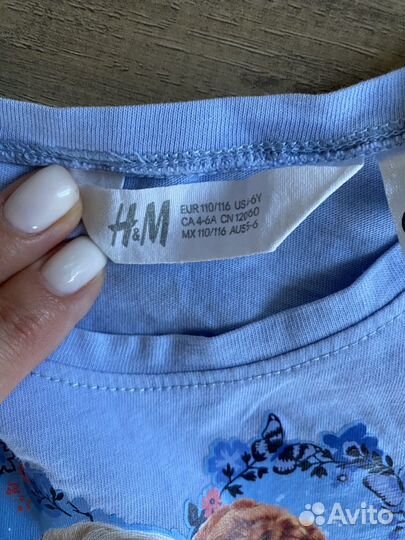 H&M
EUR 110/116 US 4-6Y
CA 4-6A CN 120/60
MX 110/116 AU 5-6
Avito